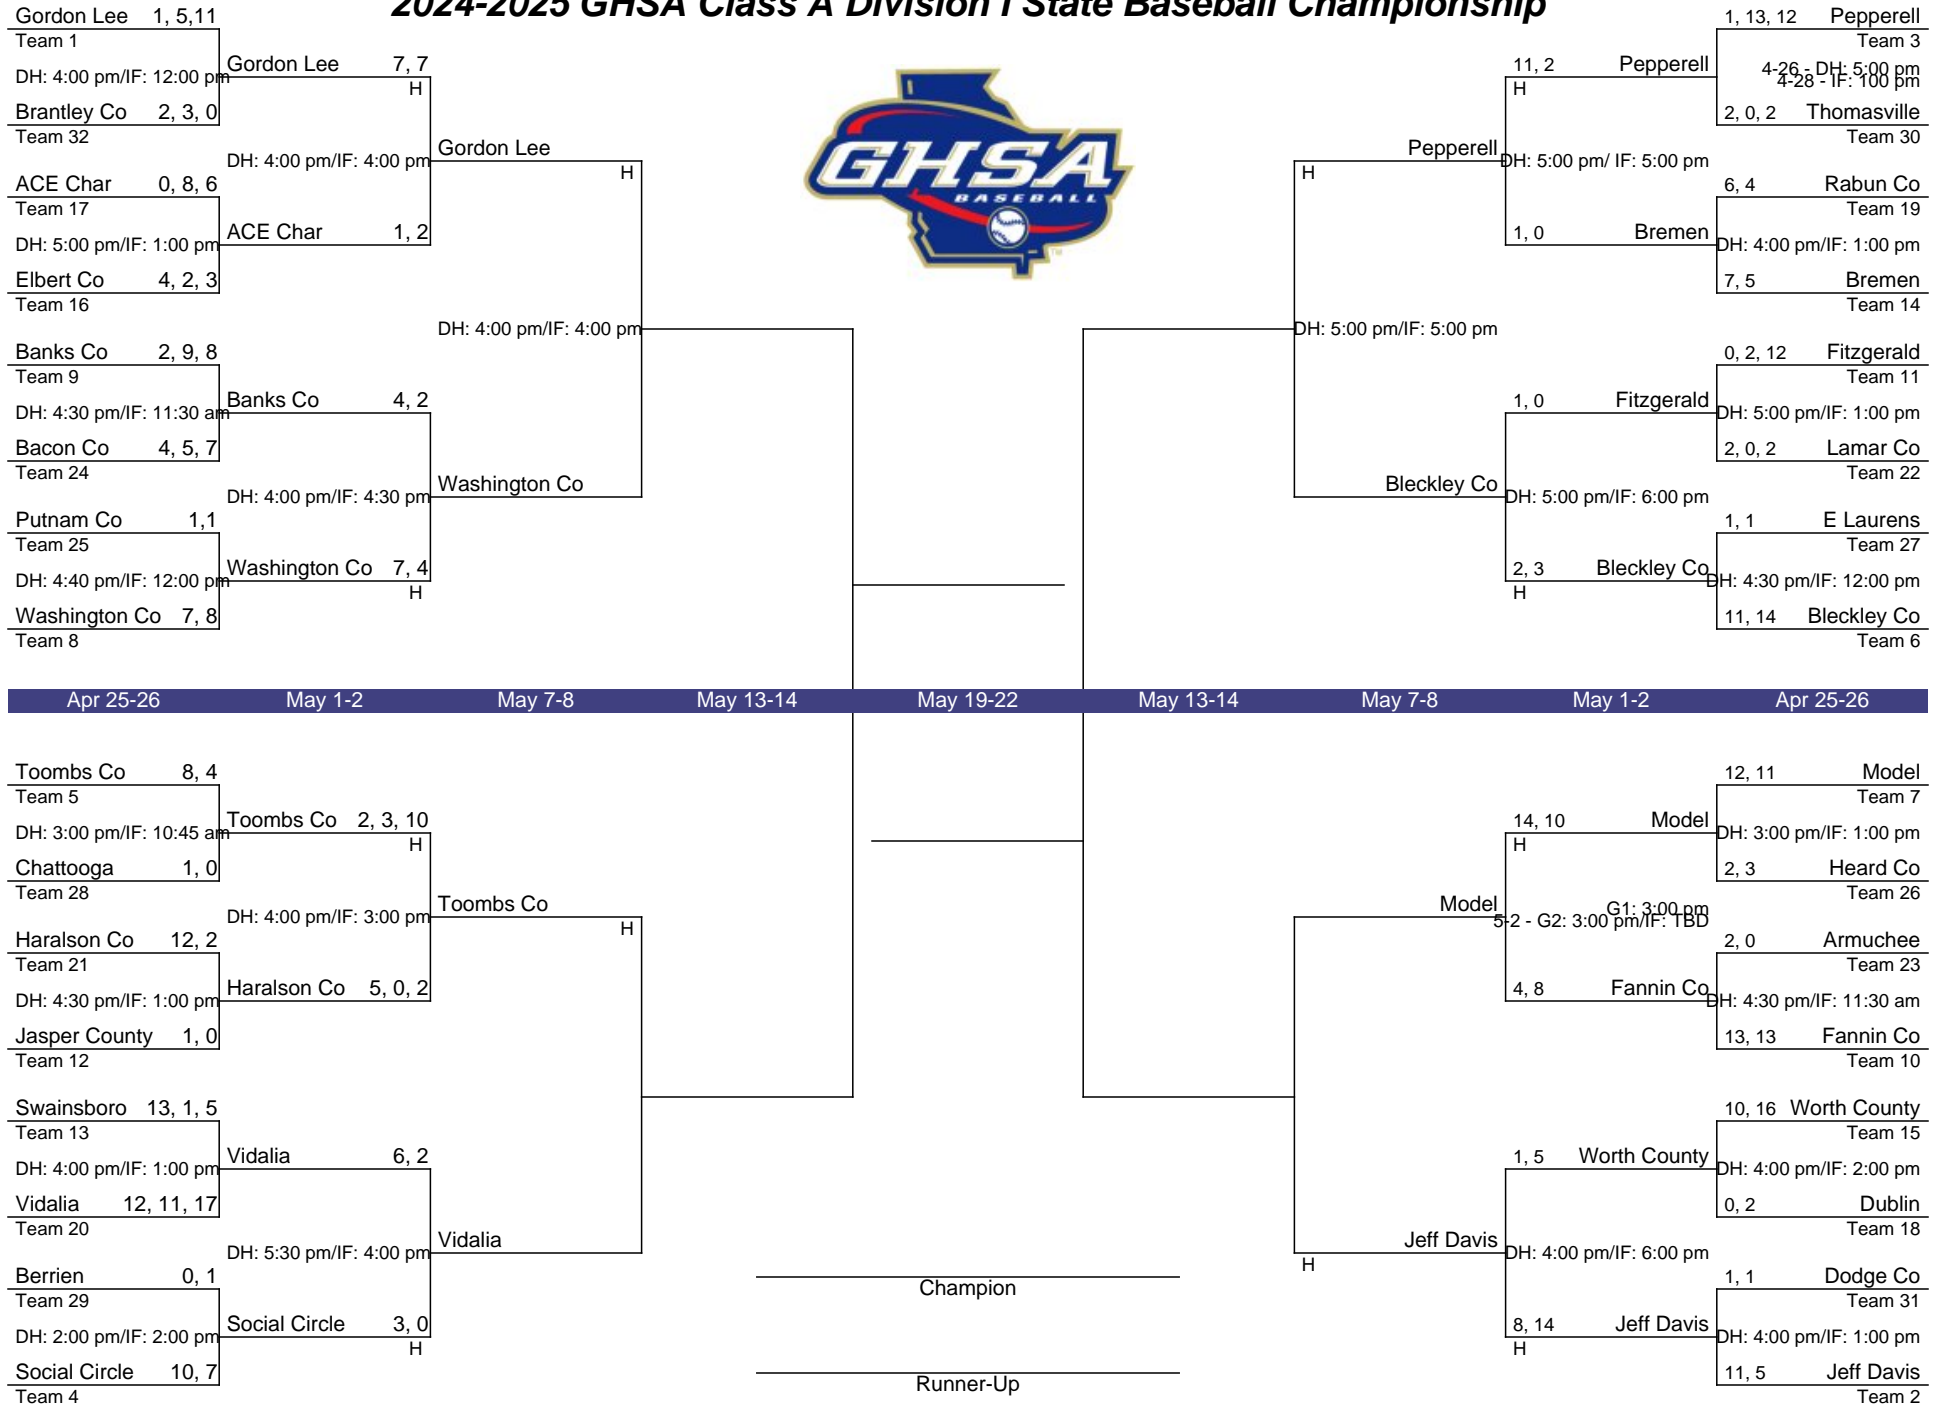 2024-2025 GHSA Class A Division I State Baseball Championship
Gordon Lee 1, 5,11
Team 1
DH: 4:00 pm/IF: 12:00 pm
Brantley Co 2, 3, 0
Team 32
ACE Char 0, 8, 6
Team 17
DH: 5:00 pm/IF: 1:00 pm
Elbert Co 4, 2, 3
Team 16
Banks Co 2, 9, 8
Team 9
DH: 4:30 pm/IF: 11:30 am
Bacon Co 4, 5, 7
Team 24
Putnam Co 1,1
Team 25
DH: 4:40 pm/IF: 12:00 pm
Washington Co 7, 8
Team 8
Gordon Lee 7, 7
H
DH: 4:00 pm/IF: 4:00 pm
ACE Char 1, 2
Banks Co 4, 2
DH: 4:00 pm/IF: 4:30 pm
Washington Co 7, 4
H
Gordon Lee
H
DH: 4:00 pm/IF: 4:00 pm
Washington Co
GHSA
BASEBALL
TM
Pepperell
H
DH: 5:00 pm/IF: 5:00 pm
Bleckley Co
11, 2 Pepperell
H
DH: 5:00 pm/ IF: 5:00 pm
1, 0 Bremen
1, 0 Fitzgerald
DH: 5:00 pm/IF: 6:00 pm
2, 3 Bleckley Co
H
1, 13, 12 Pepperell
Team 3
4-26 - DH: 5:00 pm
4-28 - IF: 100 pm
2, 0, 2 Thomasville
Team 30
6, 4 Rabun Co
Team 19
DH: 4:00 pm/IF: 1:00 pm
7, 5 Bremen
Team 14
0, 2, 12 Fitzgerald
Team 11
DH: 5:00 pm/IF: 1:00 pm
2, 0, 2 Lamar Co
Team 22
1, 1 E Laurens
Team 27
DH: 4:30 pm/IF: 12:00 pm
11, 14 Bleckley Co
Team 6
Apr 25-26 May 1-2 May 7-8 May 13-14 May 19-22 May 13-14 May 7-8 May 1-2 Apr 25-26
Toombs Co 8, 4
Team 5
DH: 3:00 pm/IF: 10:45 am
Chattooga 1, 0
Team 28
Haralson Co 12, 2
Team 21
DH: 4:30 pm/IF: 1:00 pm
Jasper County 1, 0
Team 12
Swainsboro 13, 1, 5
Team 13
DH: 4:00 pm/IF: 1:00 pm
Vidalia 12, 11, 17
Team 20
Berrien 0, 1
Team 29
DH: 2:00 pm/IF: 2:00 pm
Social Circle 10, 7
Team 4
Toombs Co 2, 3, 10
H
DH: 4:00 pm/IF: 3:00 pm
Haralson Co 5, 0, 2
Vidalia 6, 2
DH: 5:30 pm/IF: 4:00 pm
Social Circle 3, 0
H
Toombs Co
H
Vidalia
Champion
Runner-Up
Model
Jeff Davis
H
14, 10 Model
H
G1: 3:00 pm
5-2 - G2: 3:00 pm/IF: TBD
4, 8 Fannin Co
1, 5 Worth County
DH: 4:00 pm/IF: 6:00 pm
8, 14 Jeff Davis
H
12, 11 Model
Team 7
DH: 3:00 pm/IF: 1:00 pm
2, 3 Heard Co
Team 26
2, 0 Armuchee
Team 23
DH: 4:30 pm/IF: 11:30 am
13, 13 Fannin Co
Team 10
10, 16 Worth County
Team 15
DH: 4:00 pm/IF: 2:00 pm
0, 2 Dublin
Team 18
1, 1 Dodge Co
Team 31
DH: 4:00 pm/IF: 1:00 pm
11, 5 Jeff Davis
Team 2